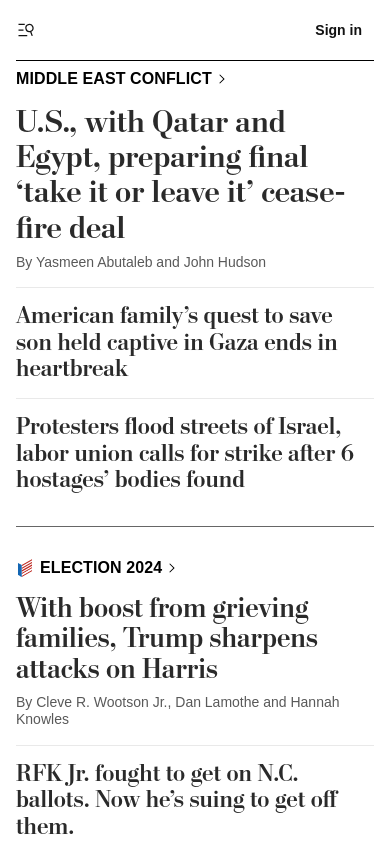 Sign in
MIDDLE EAST CONFLICT
U.S., with Qatar and
Egypt, preparing final
‘take it or leave it’ cease-
fire deal
By Yasmeen Abutaleb and John Hudson
American family’s quest to save
son held captive in Gaza ends in
heartbreak
Protesters flood streets of Israel,
labor union calls for strike after 6
hostages’ bodies found
ELECTION 2024
With boost from grieving
families, Trump sharpens
attacks on Harris
By Cleve R. Wootson Jr., Dan Lamothe and Hannah
Knowles
RFK Jr. fought to get on N.C.
ballots. Now he’s suing to get off
them.